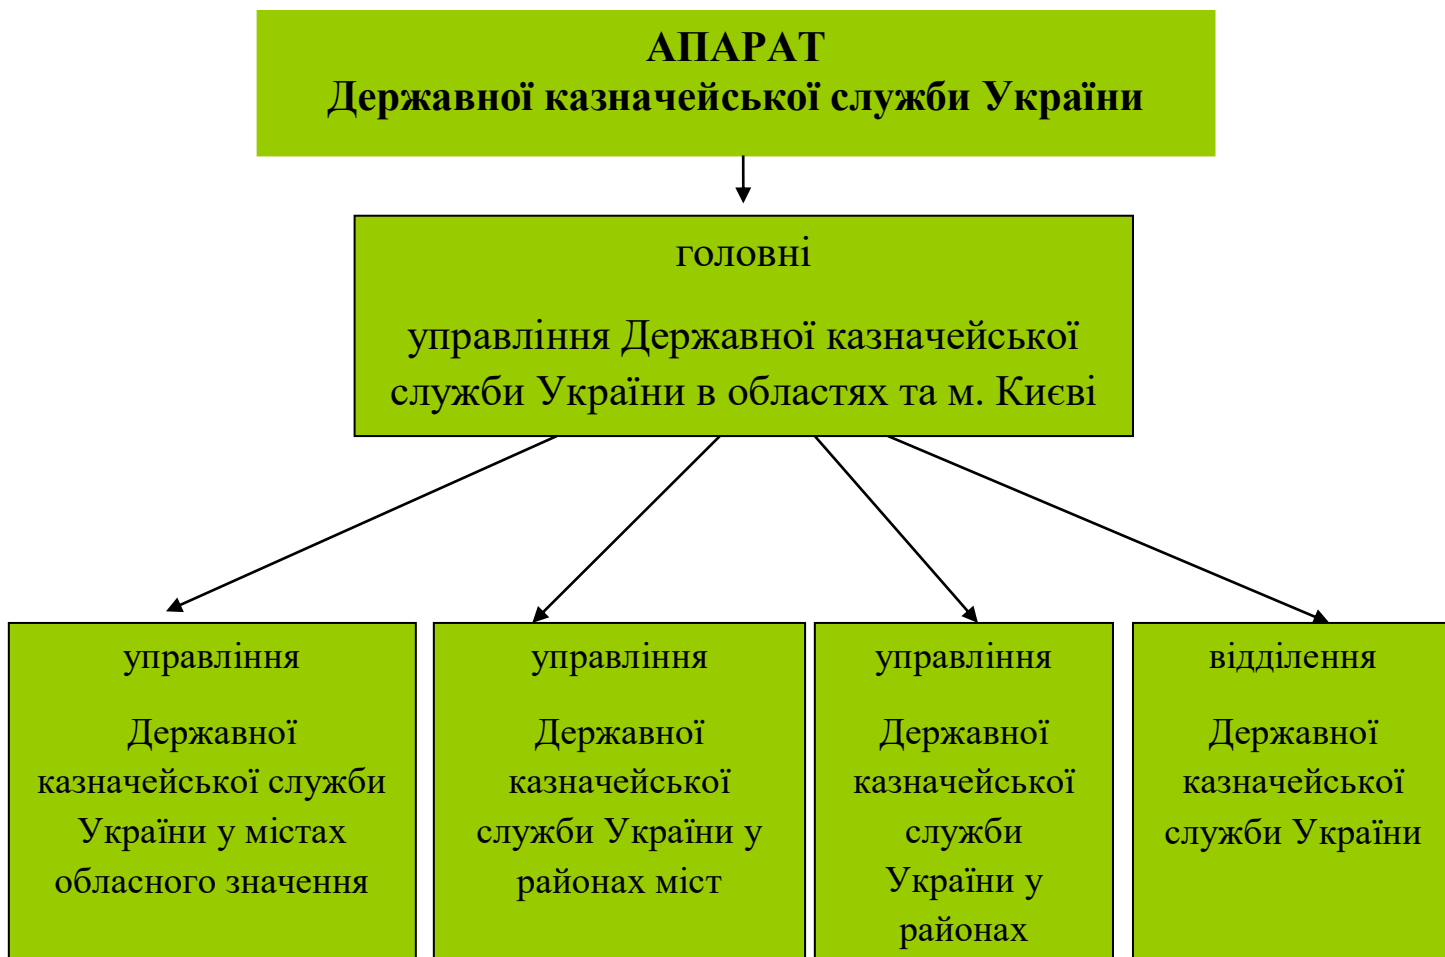 АПАРАТ
Державної казначейської служби України
головні
управління Державної казначейської
служби України в областях та м. Києві
управління
Державної
казначейської служби
України у містах
обласного значення
управління
Державної
казначейської
служби України у
районах міст
управління
Державної
казначейської
служби
України у
районах
відділення
Державної
казначейської
служби України